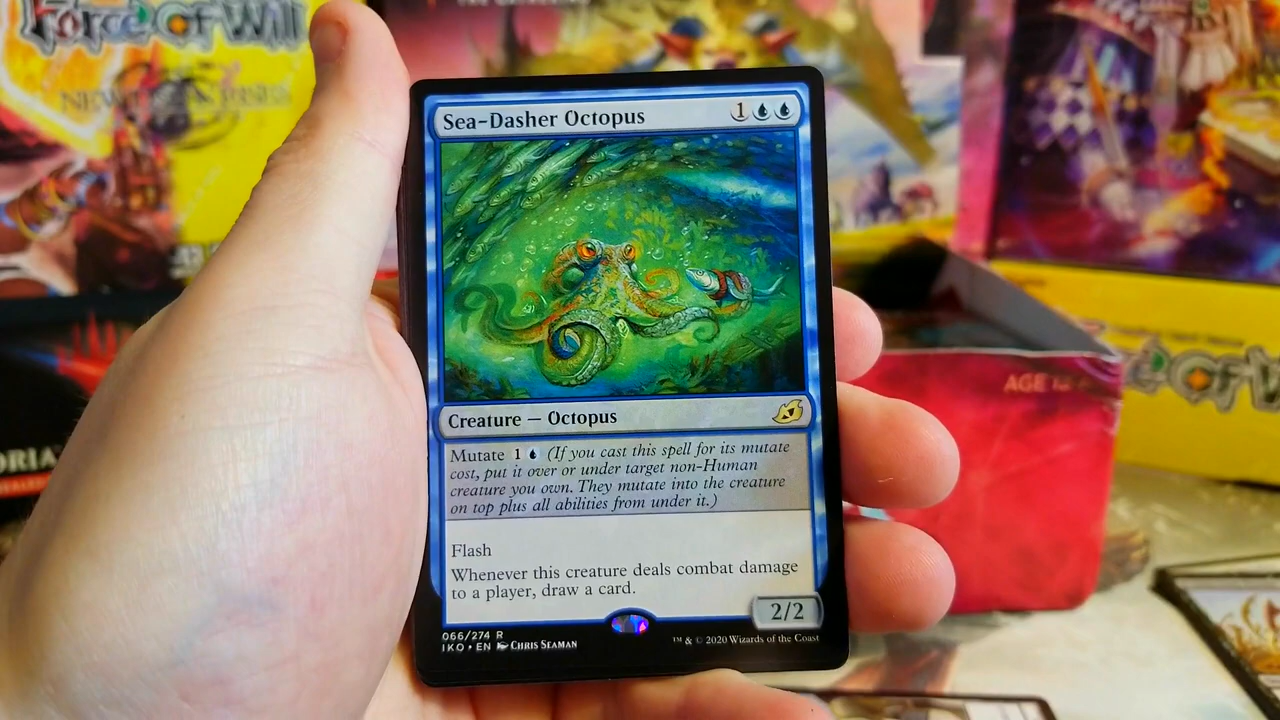 Force of Will
Sea-Dasher Octopus
1
Creature — Octopus
Mutate 1 (If you cast this spell for its mutate
cost, put it over or under target non-Human
creature you own. They mutate into the creature
on top plus all abilities from under it.)
Flash
Whenever this creature deals combat damage
to a player, draw a card.
2/2
066/274 R
IKO • EN Chris Seaman
™ & © 2020 Wizards of the Coast
AGE